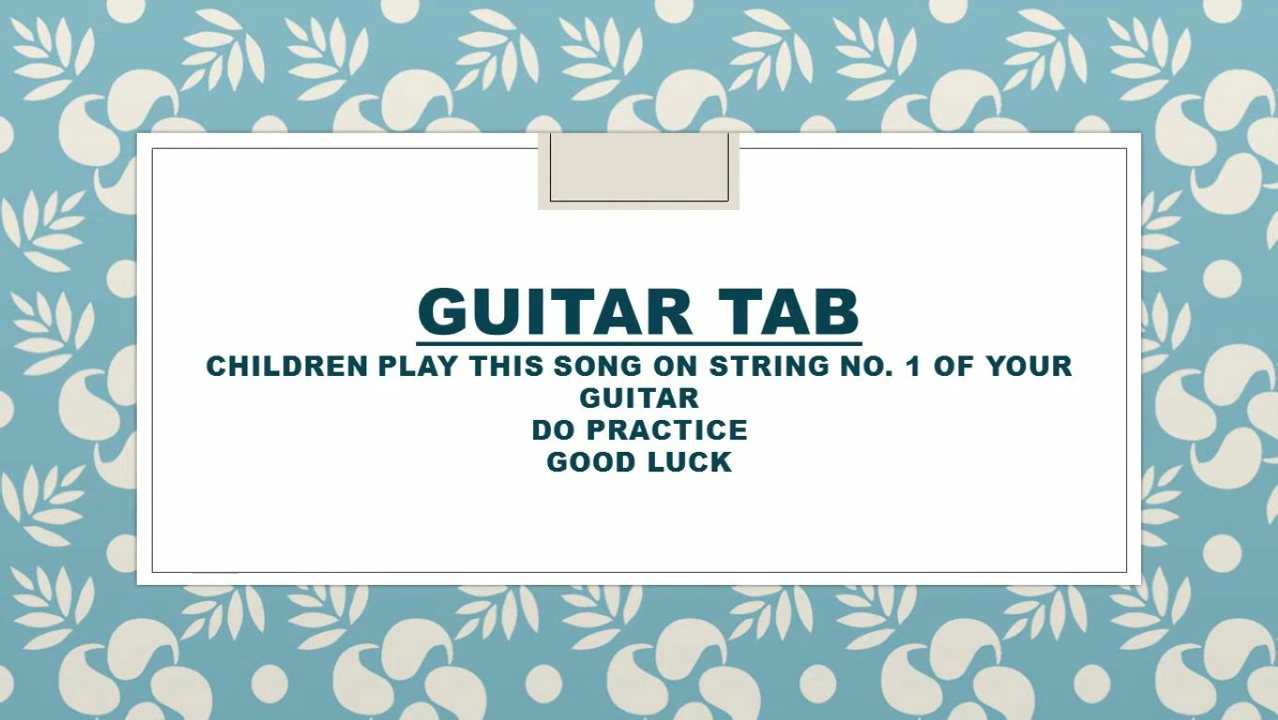 GUITAR TAB
CHILDREN PLAY THIS SONG ON STRING NO. 1 OF YOUR
GUITAR
DO PRACTICE
GOOD LUCK